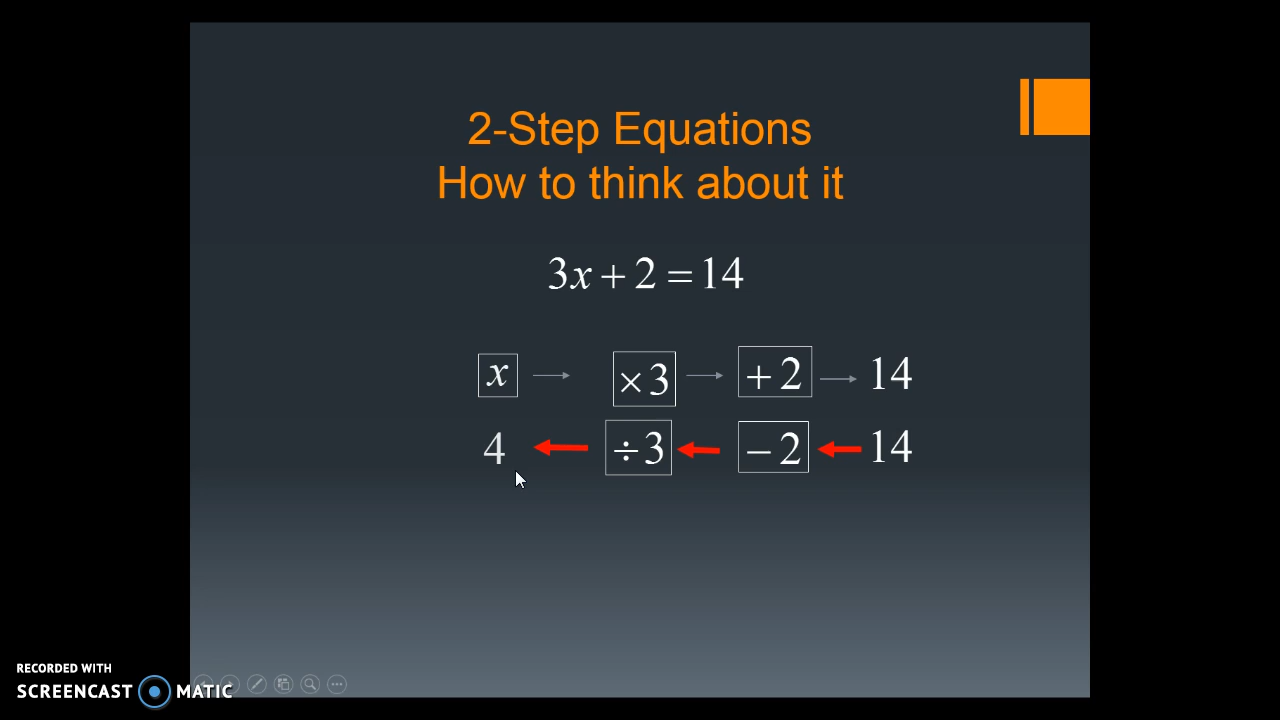 2-Step Equations
How to think about it
3x + 2 = 14
x → ×3 → +2 → 14
4 ← ÷3 ← −2 ← 14
RECORDED WITH
SCREENCAST MATIC